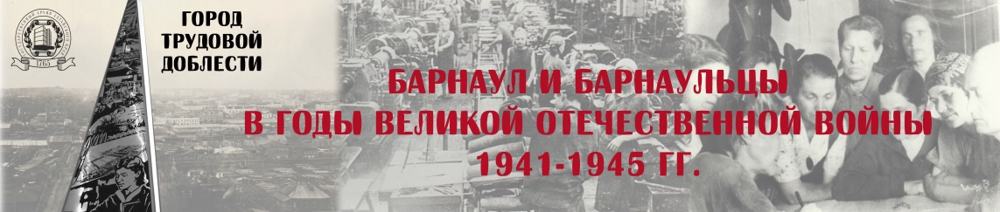 ГОРОД
ТРУДОВОЙ
ДОБЛЕСТИ
БАРНАУЛ И БАРНАУЛЬЦЫ
В ГОДЫ ВЕЛИКОЙ ОТЕЧЕСТВЕННОЙ ВОЙНЫ
1941-1945 ГГ.